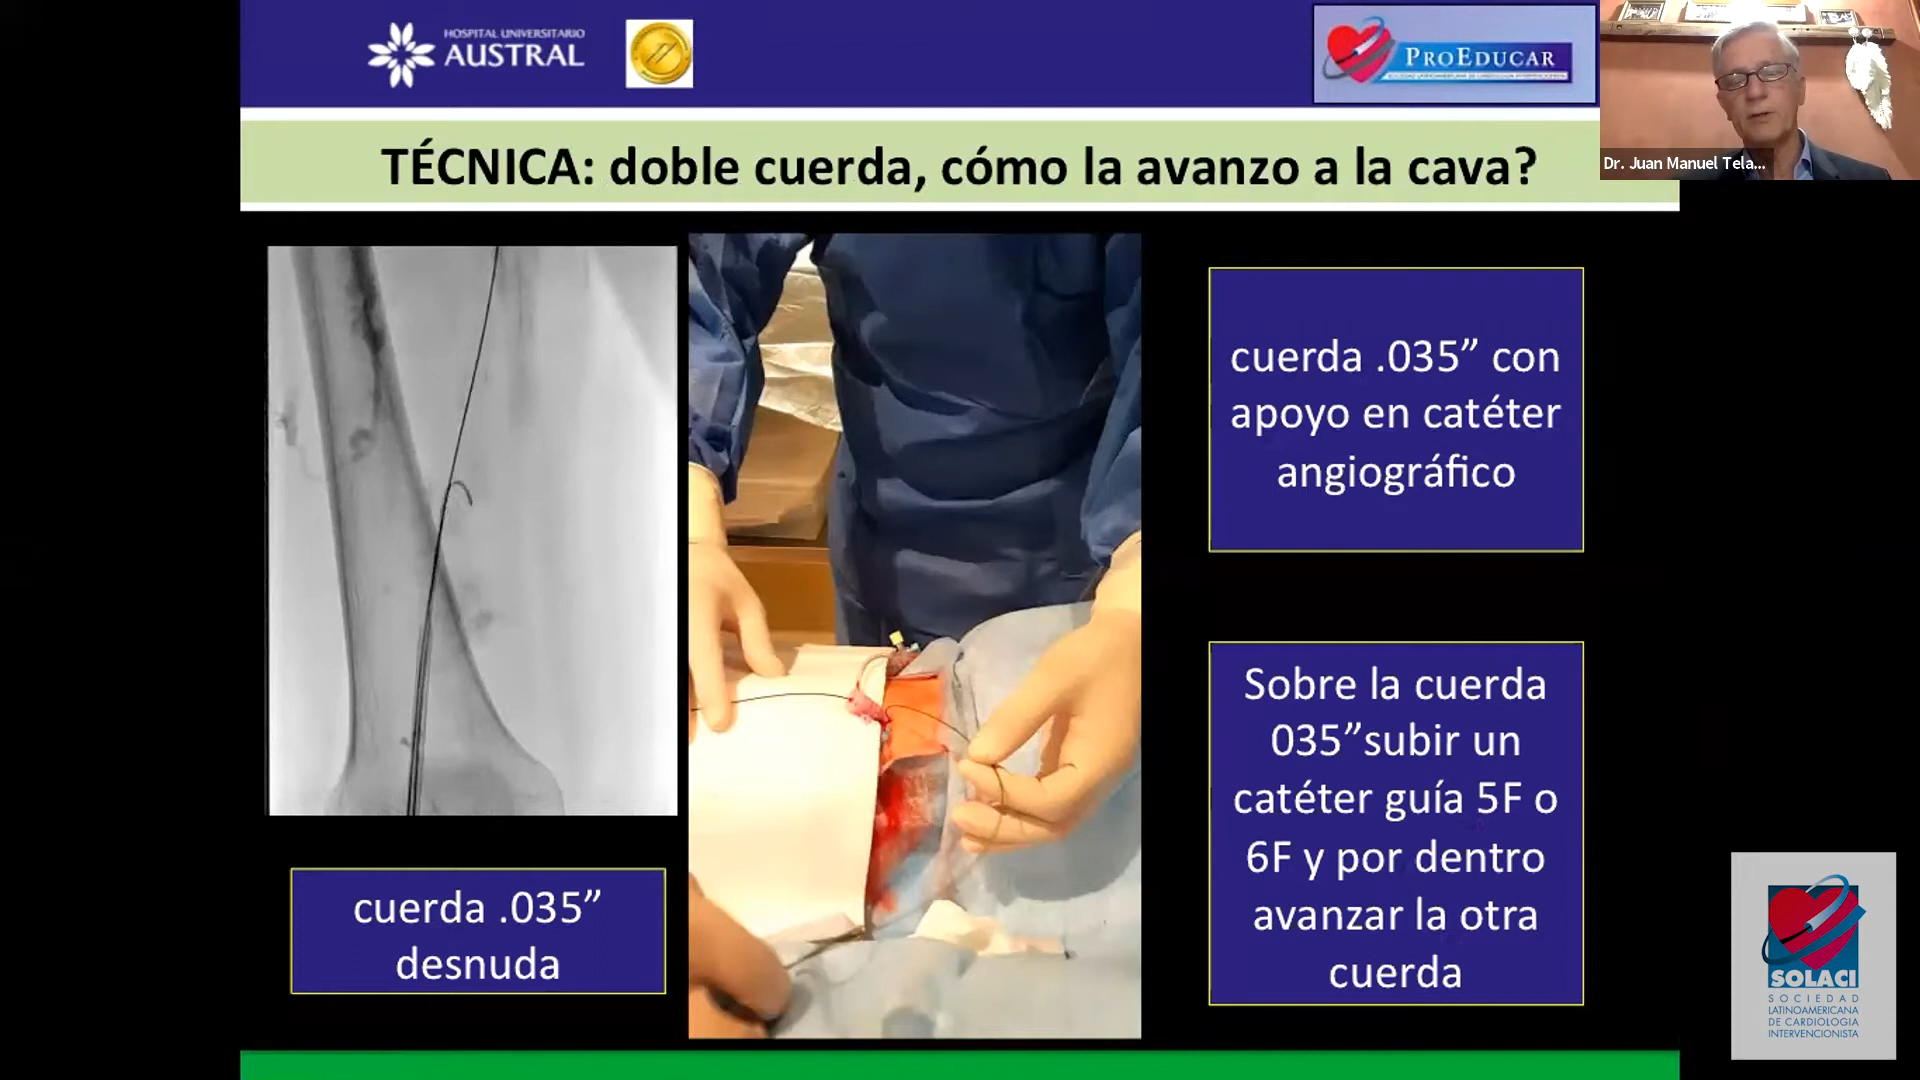 HOSPITAL UNIVERSITARIO
AUSTRAL
PROEDUCAR
Dr. Juan Manuel Tela...
TÉCNICA: doble cuerda, cómo la avanzo a la cava?
cuerda .035” con
apoyo en catéter
angiográfico
cuerda .035”
desnuda
Sobre la cuerda
035”subir un
catéter guía 5F o
6F y por dentro
avanzar la otra
cuerda
SOLACI
SOCIEDAD
LATINOAMERICANA
DE CARDIOLOGIA
INTERVENCIONISTA